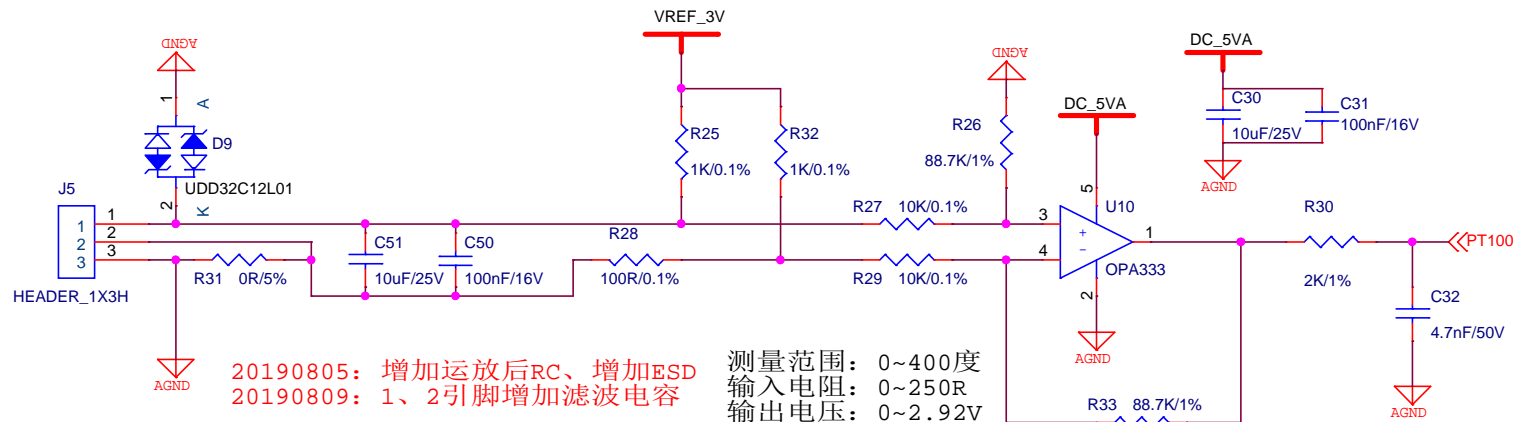 VREF_3V
AGND
DC_5VA
AGND
1
A
C30
10uF/25V
C31
100nF/16V
DC_5VA
R25
1K/0.1%
R32
1K/0.1%
R26
88.7K/1%
D9
UDD32C12L01
2
K
AGND
J5
5
U10
1
1
R27 10K/0.1%
3
R30
2
2
C51
10uF/25V
C50
100nF/16V
R28
100R/0.1%
+
-
1
PT100
3
3
R31 0R/5%
R29 10K/0.1%
4
OPA333
2K/1%
HEADER_1X3H
2
C32
4.7nF/50V
AGND
AGND
AGND
20190805: 增加运放后RC、增加ESD
20190809: 1、2引脚增加滤波电容
测量范围: 0~400度
输入电阻: 0~250R
输出电压: 0~2.92V
R33 88.7K/1%